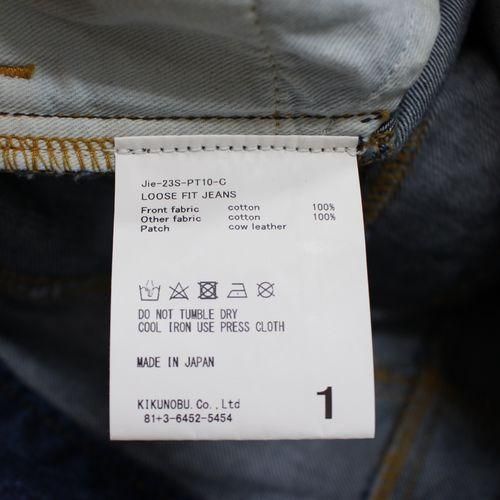 Jie-23S-PT10-C
LOOSE FIT JEANS
Front fabric cotton 100%
Other fabric cotton 100%
Patch cow leather
DO NOT TUMBLE DRY
COOL IRON USE PRESS CLOTH
MADE IN JAPAN
KIKUNOBU.Co.,Ltd
81+3-6452-5454
1